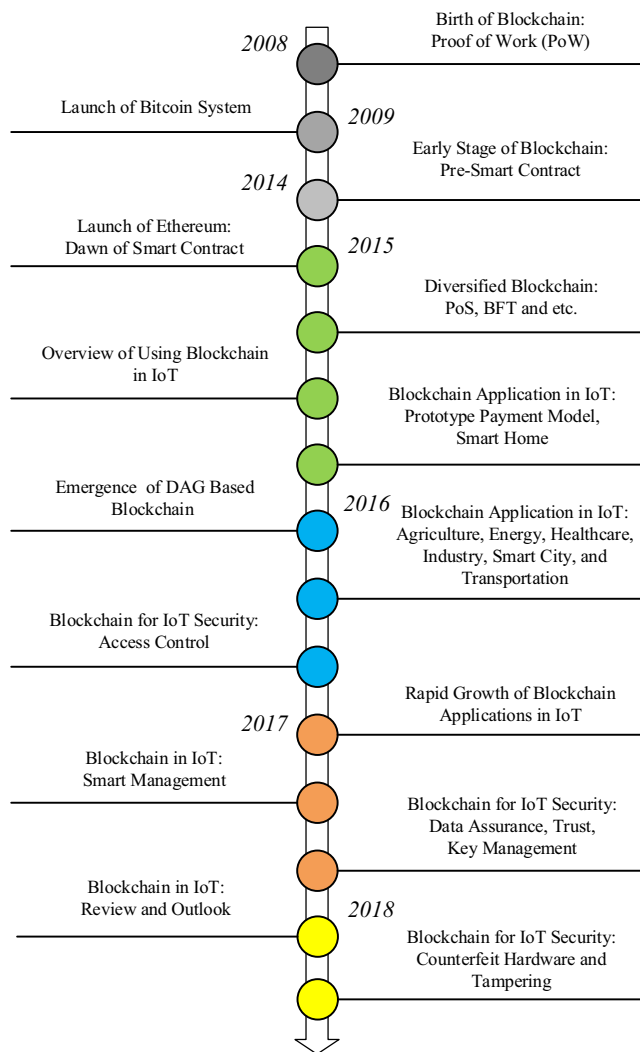 Birth of Blockchain:
Proof of Work (PoW)
2008
Launch of Bitcoin System
2009
Early Stage of Blockchain:
Pre-Smart Contract
2014
Launch of Ethereum:
Dawn of Smart Contract
2015
Diversified Blockchain:
PoS, BFT and etc.
Overview of Using Blockchain
in IoT
Blockchain Application in IoT:
Prototype Payment Model,
Smart Home
Emergence of DAG Based
Blockchain
2016
Blockchain Application in IoT:
Agriculture, Energy, Healthcare,
Industry, Smart City, and
Transportation
Blockchain for IoT Security:
Access Control
Rapid Growth of Blockchain
Applications in IoT
2017
Blockchain in IoT:
Smart Management
Blockchain for IoT Security:
Data Assurance, Trust,
Key Management
Blockchain in IoT:
Review and Outlook
2018
Blockchain for IoT Security:
Counterfeit Hardware and
Tampering